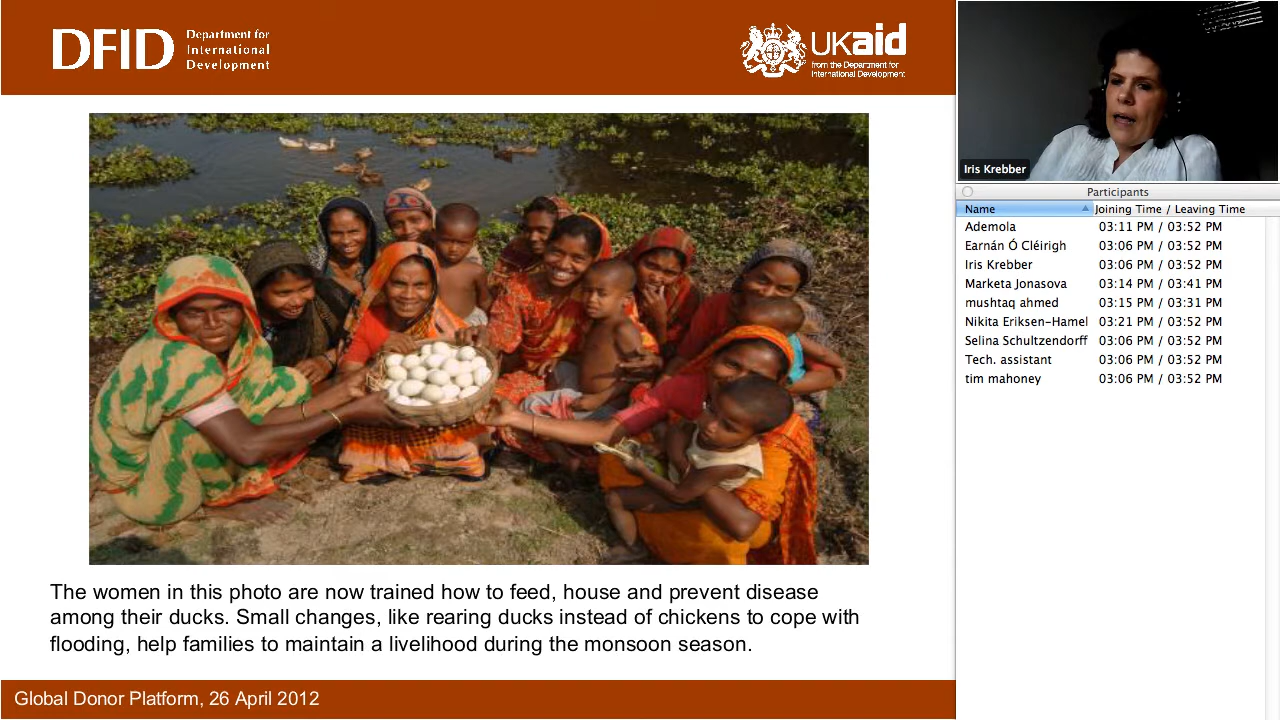 DFID
Department for
International
Development
UKaid
from the Department for
International Development
The women in this photo are now trained how to feed, house and prevent disease
among their ducks. Small changes, like rearing ducks instead of chickens to cope with
flooding, help families to maintain a livelihood during the monsoon season.
Global Donor Platform, 26 April 2012
Iris Krebber
Participants
Name Joining Time / Leaving Time
Ademola 03:11 PM / 03:52 PM
Earnán Ó Cléirigh 03:06 PM / 03:52 PM
Iris Krebber 03:06 PM / 03:52 PM
Marketa Jonasova 03:14 PM / 03:41 PM
mushtaq ahmed 03:15 PM / 03:31 PM
Nikita Eriksen-Hamel 03:21 PM / 03:52 PM
Selina Schultzendorff 03:06 PM / 03:52 PM
Tech. assistant 03:06 PM / 03:52 PM
tim mahoney 03:06 PM / 03:52 PM